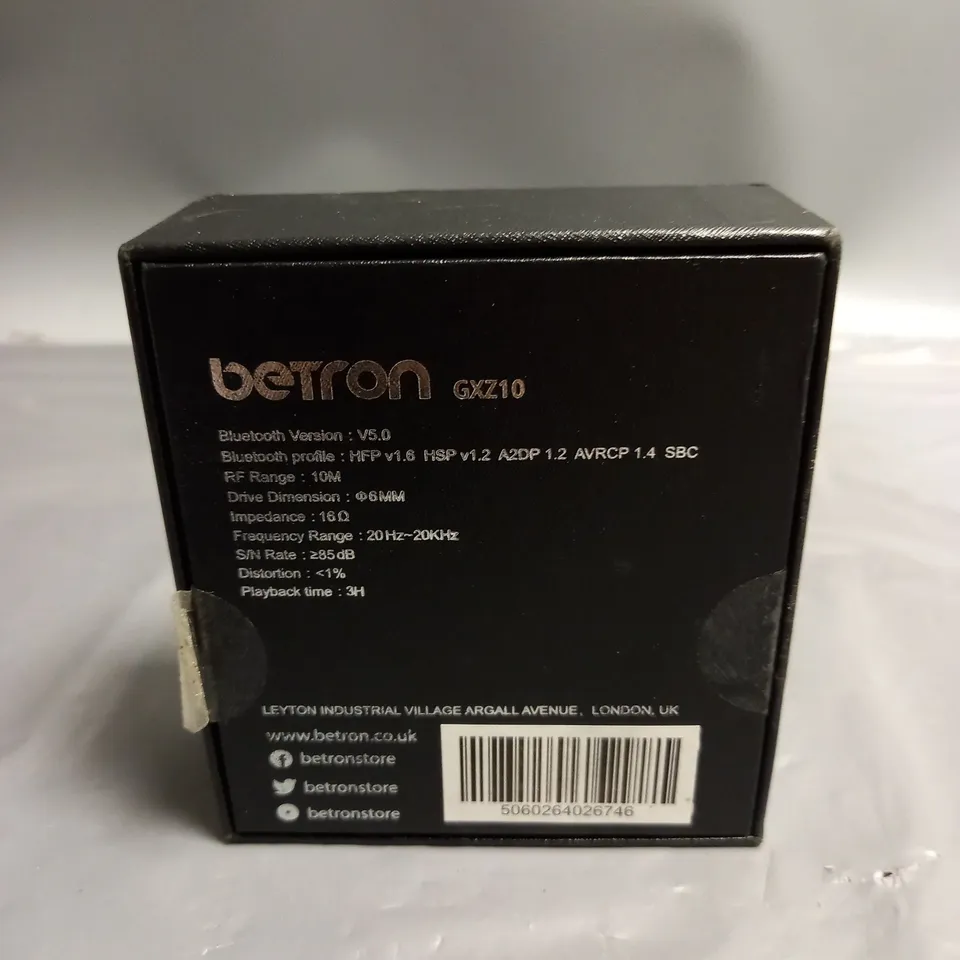 betron GXZ10
Bluetooth Version : V5.0
Bluetooth profile : HFP v1.6 HSP v1.2 A2DP 1.2 AVRCP 1.4 SBC
RF Range : 10M
Drive Dimension : Φ6MM
Impedance : 16Ω
Frequency Range : 20Hz~20KHz
S/N Rate : ≥85dB
Distortion : <1%
Playback time : 3H
LEYTON INDUSTRIAL VILLAGE ARGALL AVENUE, LONDON, UK
www.betron.co.uk
betronstore
betronstore
betronstore
5060264026746